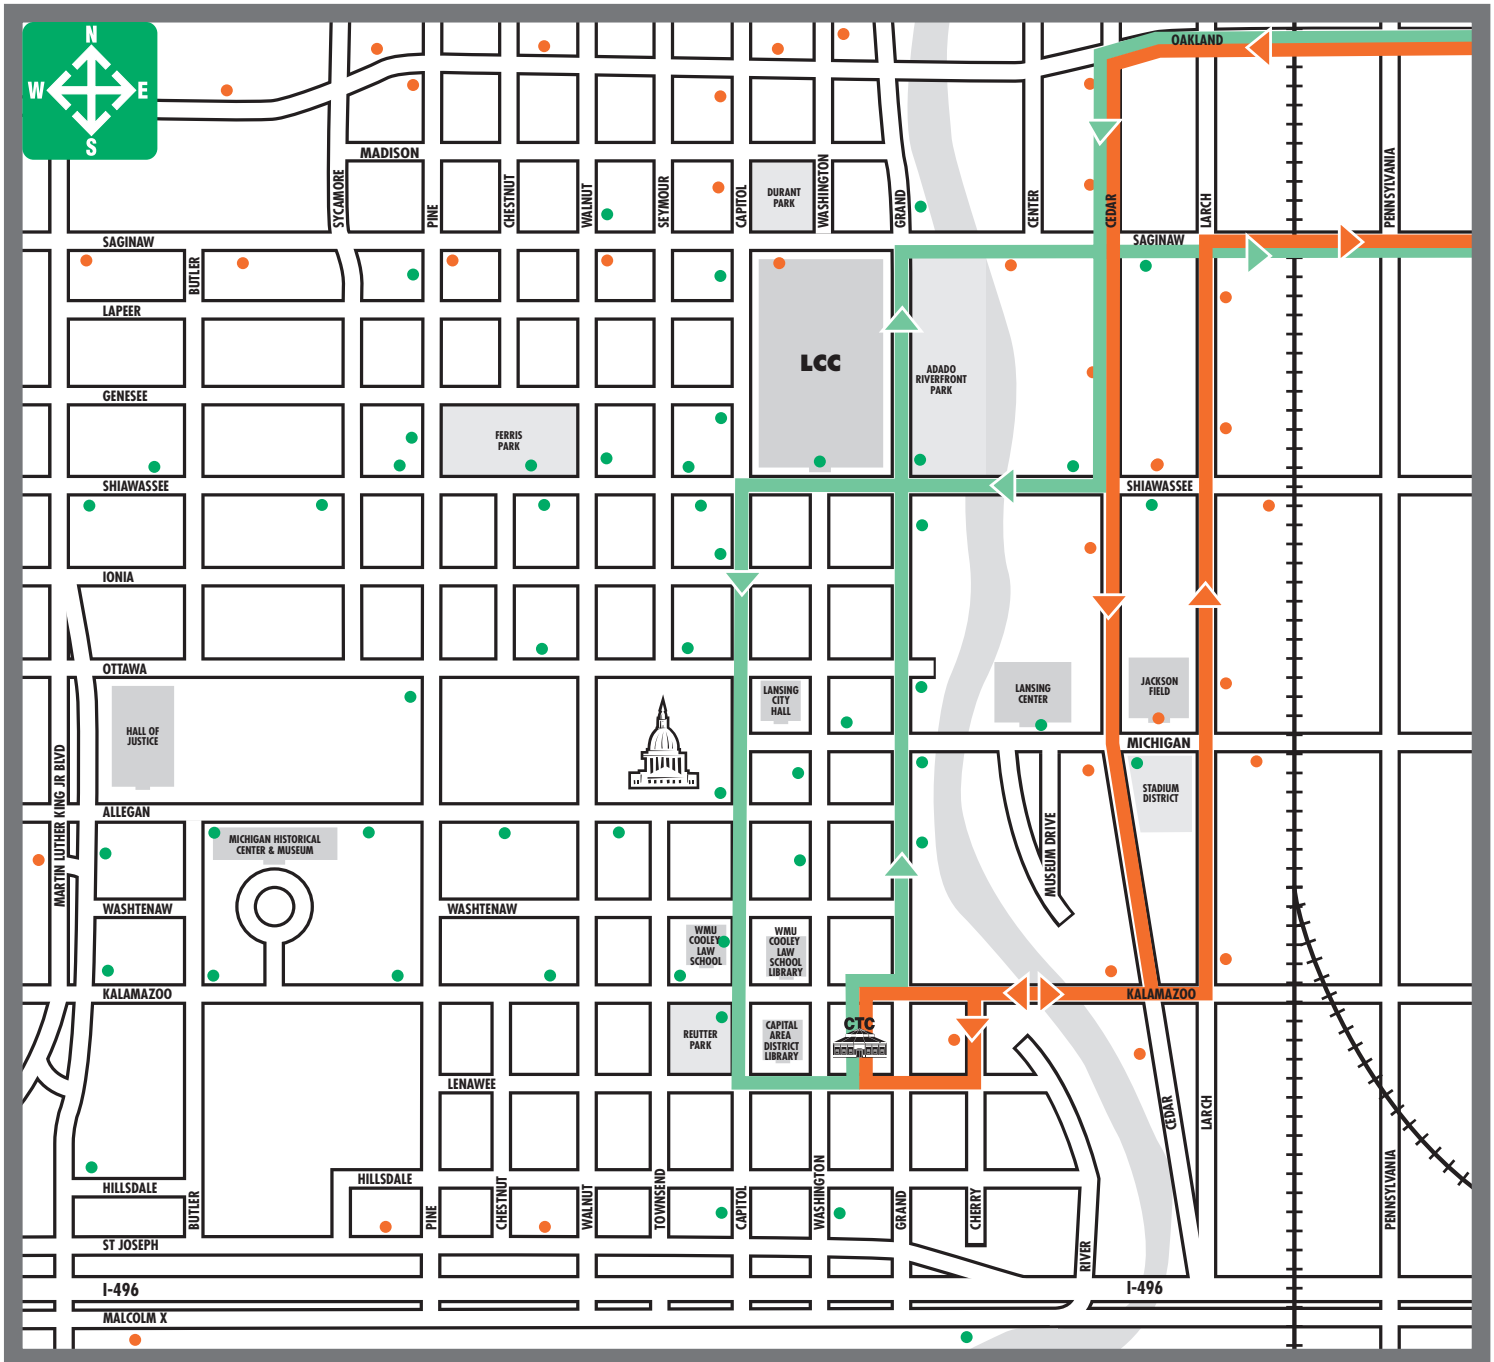 N
W E
S
OAKLAND
MADISON
SYCAMORE
PINE
CHESTNUT
WALNUT
SEYMOUR
CAPITOL
DURANT
PARK
WASHINGTON
GRAND
CENTER
CEDAR
LARCH
PENNSYLVANIA
SAGINAW
SAGINAW
BUTLER
LAPEER
LCC
ADADO
RIVERFRONT
PARK
GENESEE
FERRIS
PARK
SHIAWASSEE
SHIAWASSEE
IONIA
OTTAWA
HALL OF
JUSTICE
LANSING
CITY
HALL
LANSING
CENTER
JACKSON
FIELD
MICHIGAN
MARTIN LUTHER KING JR BLVD
STADIUM
DISTRICT
ALLEGAN
MICHIGAN HISTORICAL
CENTER & MUSEUM
MUSEUM DRIVE
WASHTENAW
WASHTENAW
WMU
COOLEY
LAW
SCHOOL
WMU
COOLEY
LAW
SCHOOL
LIBRARY
KALAMAZOO
KALAMAZOO
CTC
REUTTER
PARK
CAPITAL
AREA
DISTRICT
LIBRARY
LENAWEE
CEDAR
LARCH
HILLSDALE
HILLSDALE
BUTLER
PINE
CHESTNUT
WALNUT
TOWNSEND
CAPITOL
WASHINGTON
GRAND
CHERRY
RIVER
PENNSYLVANIA
ST JOSEPH
I-496
I-496
MALCOLM X